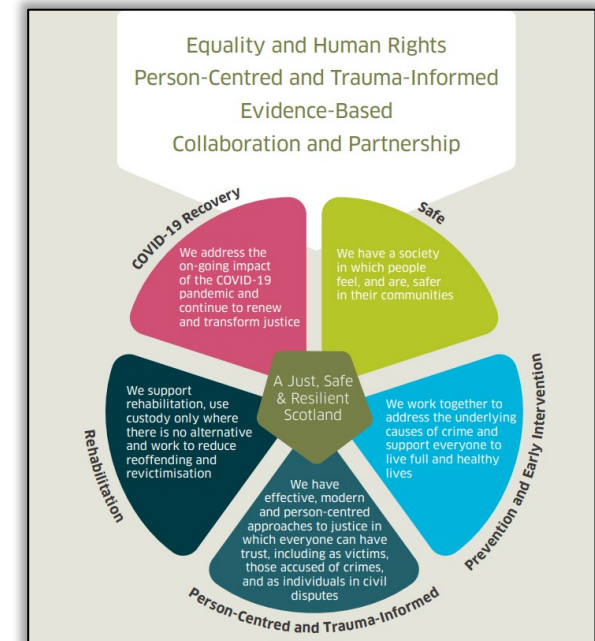 Equality and Human Rights
Person-Centred and Trauma-Informed
Evidence-Based
Collaboration and Partnership
COVID-19 Recovery
We address the
on-going impact
of the COVID-19
pandemic and
continue to renew
and transform justice
Safe
We have a society
in which people
feel, and are, safer
in their communities
A Just, Safe
& Resilient
Scotland
We support
rehabilitation, use
custody only where
there is no alternative
and work to reduce
reoffending and
revictimisation
Rehabilitation
We work together to
address the underlying
causes of crime and
support everyone to
live full and healthy
lives
Prevention and Early Intervention
We have
effective, modern
and person-centred
approaches to justice in
which everyone can have
trust, including as victims,
those accused of crimes,
and as individuals in civil
disputes
Person-Centred and Trauma-Informed